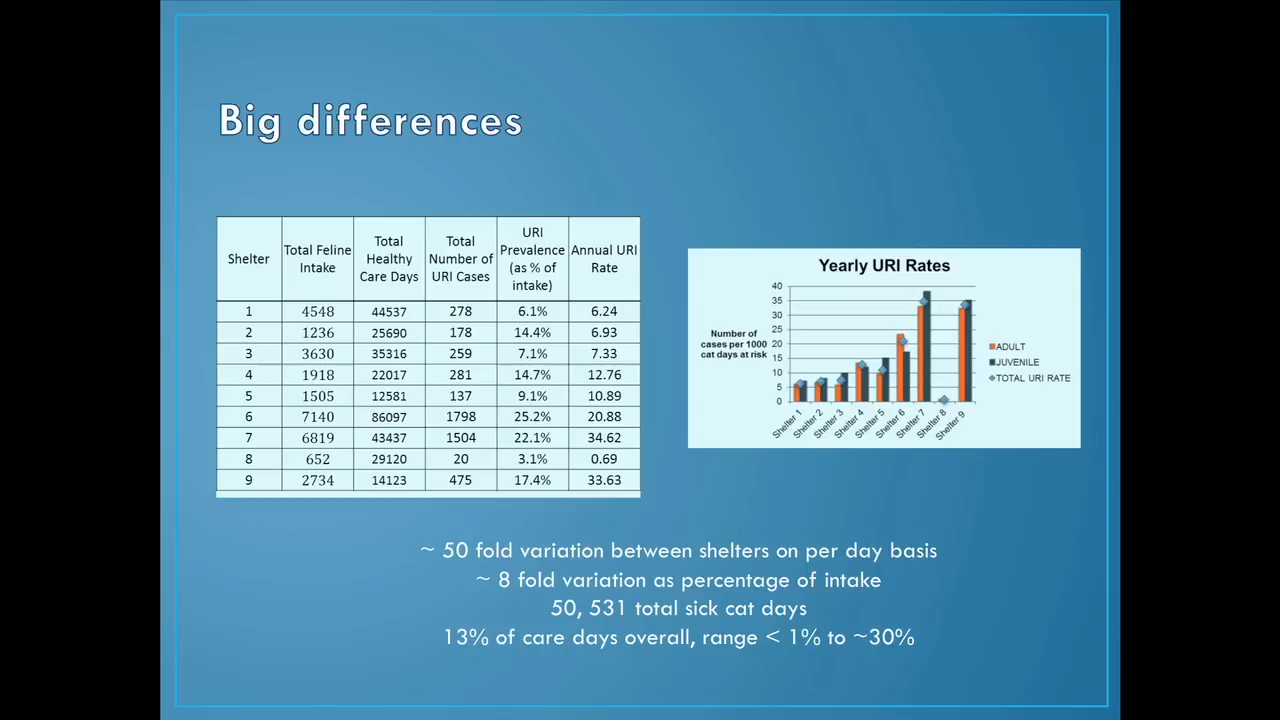 Big differences
Shelter Total Feline Intake Total Healthy Care Days Total Number of URI Cases URI Prevalence (as % of intake) Annual URI Rate
1 4548 44537 278 6.1% 6.24
2 1236 25690 178 14.4% 6.93
3 3630 35316 259 7.1% 7.33
4 1918 22017 281 14.7% 12.76
5 1505 12581 137 9.1% 10.89
6 7140 86097 1798 25.2% 20.88
7 6819 43437 1504 22.1% 34.62
8 652 29120 20 3.1% 0.69
9 2734 14123 475 17.4% 33.63
Yearly URI Rates
Number of
cases per 1000
cat days at risk
40
35
30
25
20
15
10
5
0
Shelter 1
Shelter 2
Shelter 3
Shelter 4
Shelter 5
Shelter 6
Shelter 7
Shelter 8
Shelter 9
ADULT
JUVENILE
TOTAL URI RATE
~ 50 fold variation between shelters on per day basis
~ 8 fold variation as percentage of intake
50, 531 total sick cat days
13% of care days overall, range < 1% to ~30%